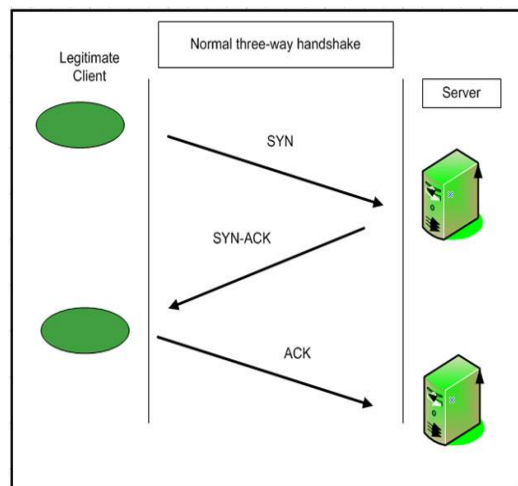 Normal three-way handshake
Legitimate
Client
Server
SYN
SYN-ACK
ACK